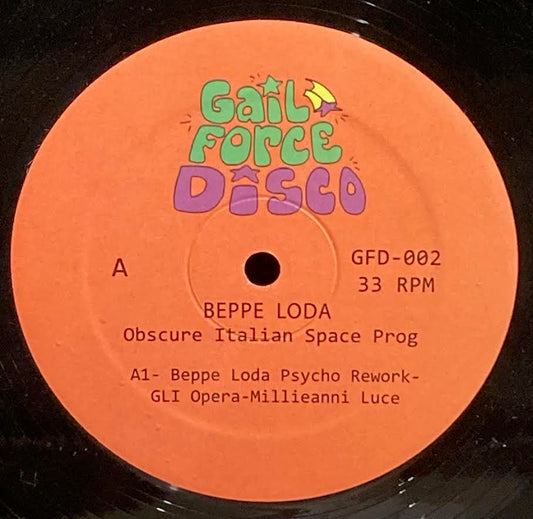 Gail
Force
Disco
A
GFD-002
33 RPM
BEPPE LODA
Obscure Italian Space Prog
A1- Beppe Loda Psycho Rework-
GLI Opera-Millieanni Luce